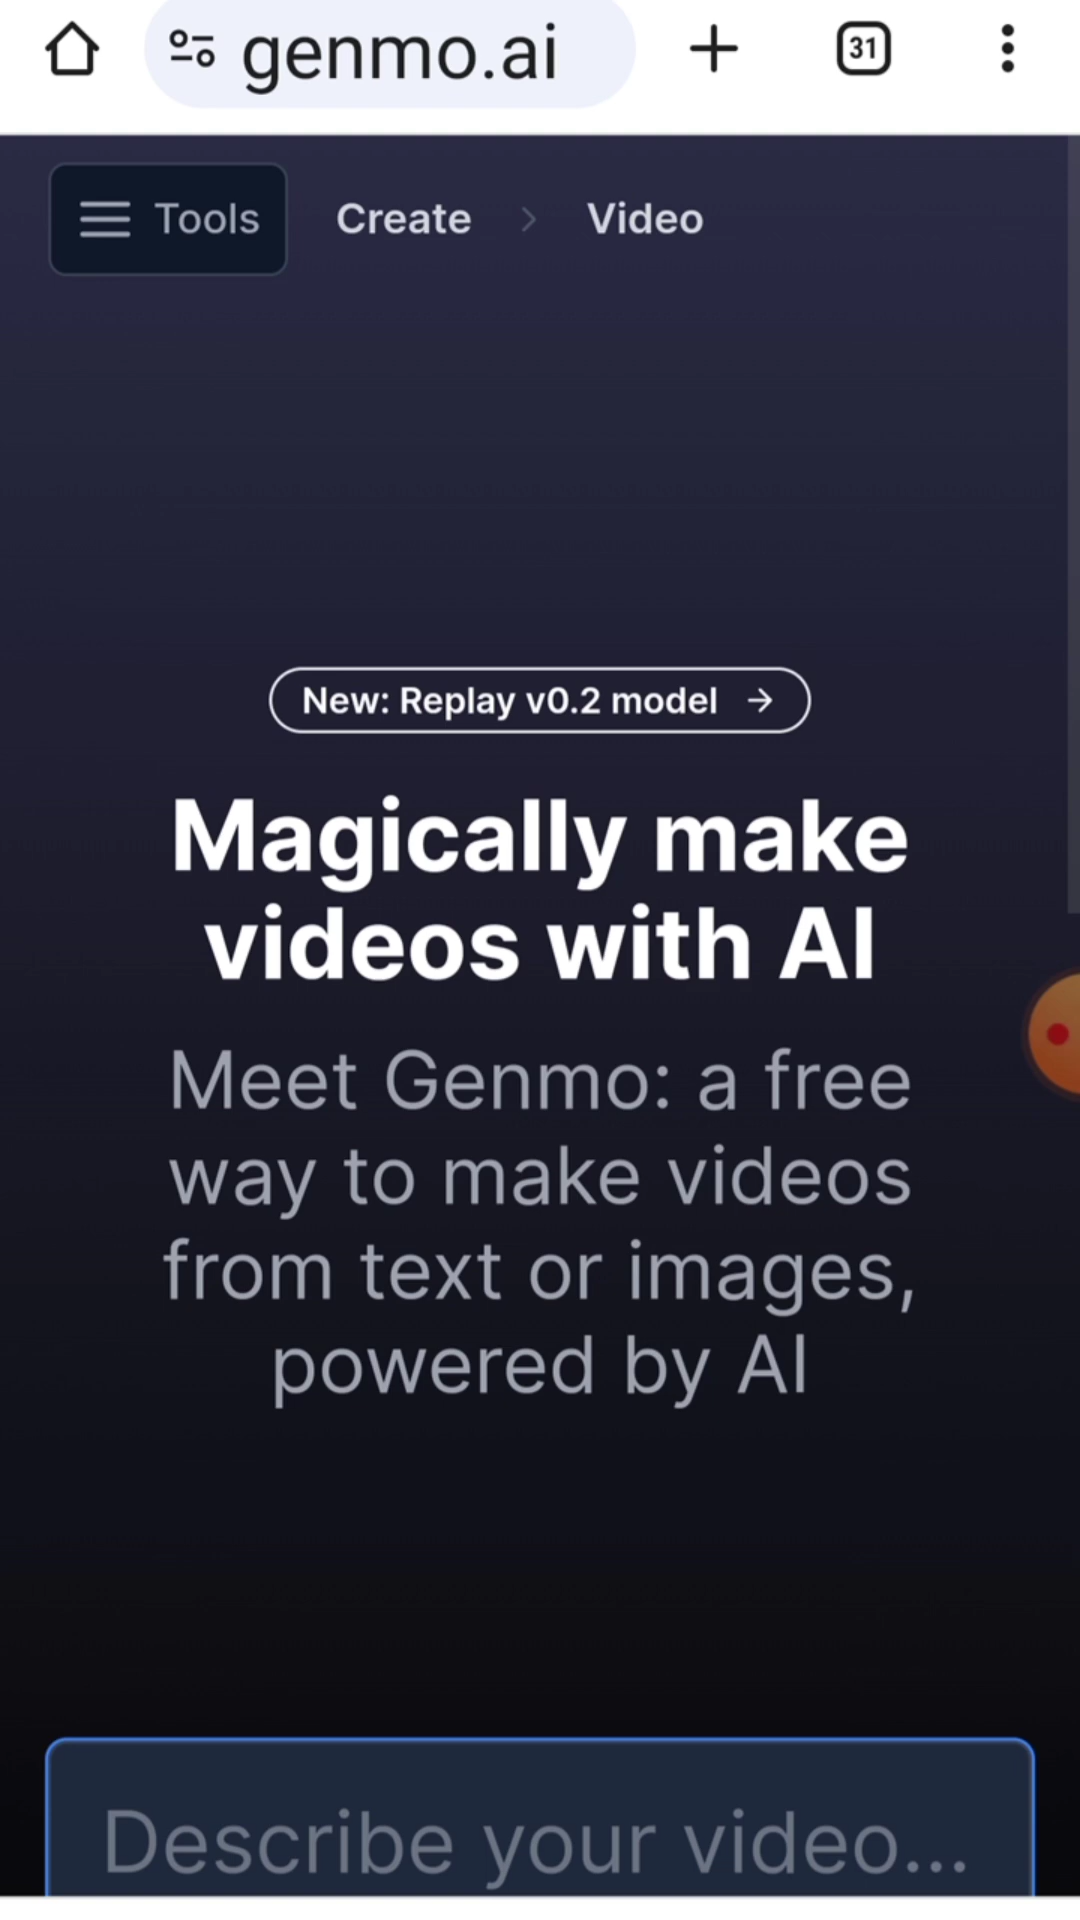 genmo.ai
31
Tools
Create
Video
New: Replay v0.2 model
Magically make
videos with AI
Meet Genmo: a free
way to make videos
from text or images,
powered by AI
Describe your video...